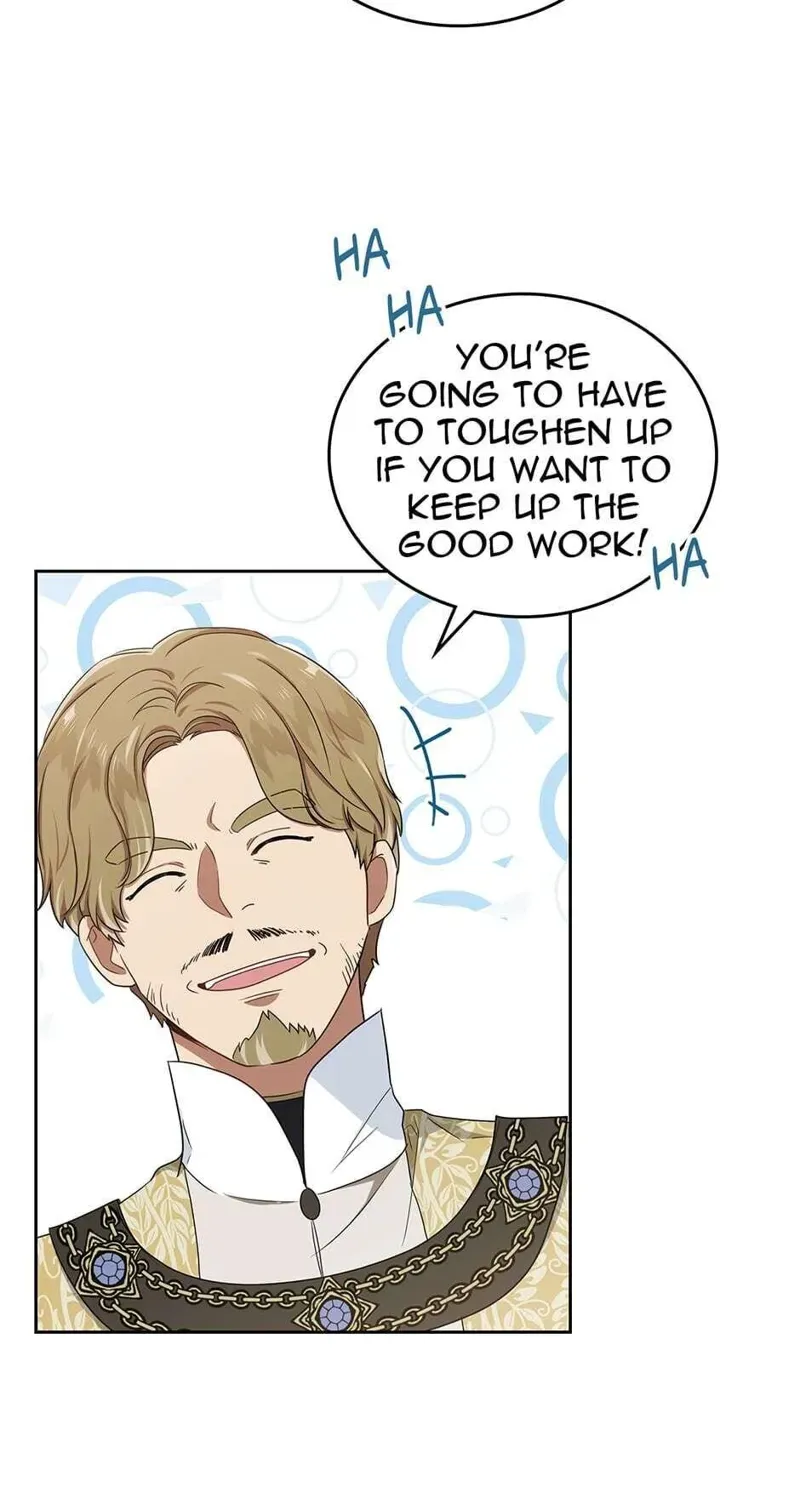 HA
HA
YOU'RE
GOING TO HAVE
TO TOUGHEN UP
IF YOU WANT TO
KEEP UP THE
GOOD WORK!
HA